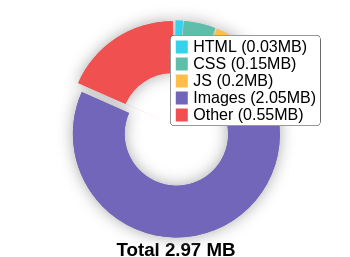 HTML (0.03MB)
CSS (0.15MB)
JS (0.2MB)
Images (2.05MB)
Other (0.55MB)
Total 2.97 MB